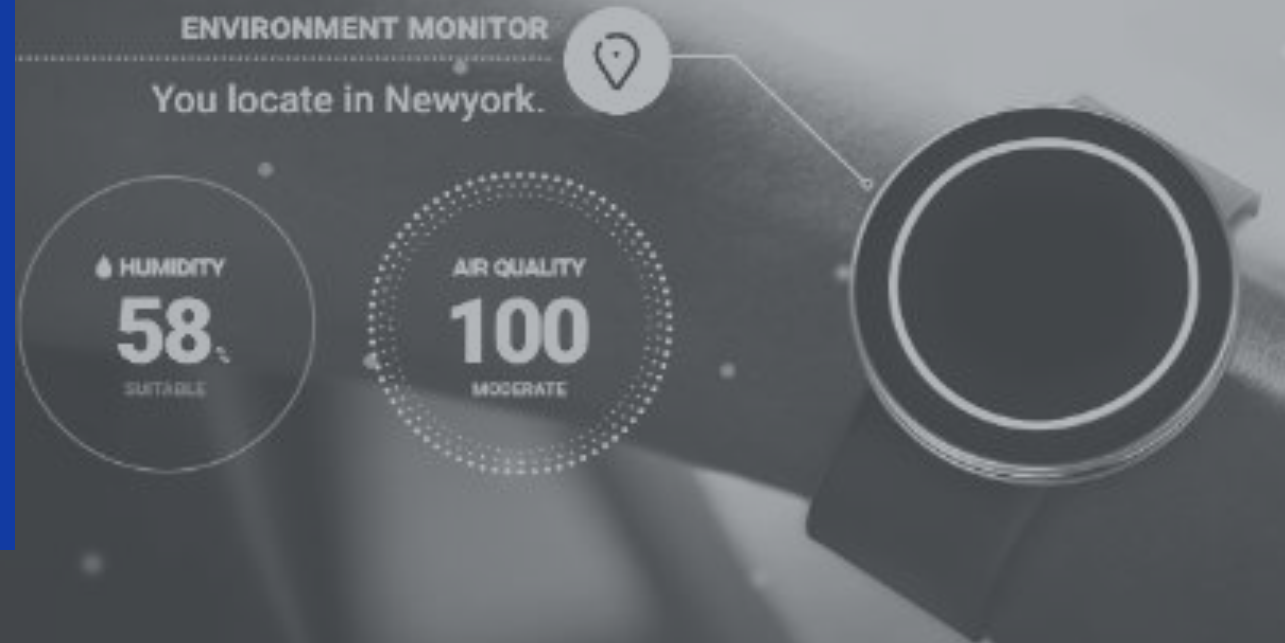 ENVIRONMENT MONITOR
You locate in Newyork.
HUMIDITY
58%
SUITABLE
AIR QUALITY
100
MODERATE